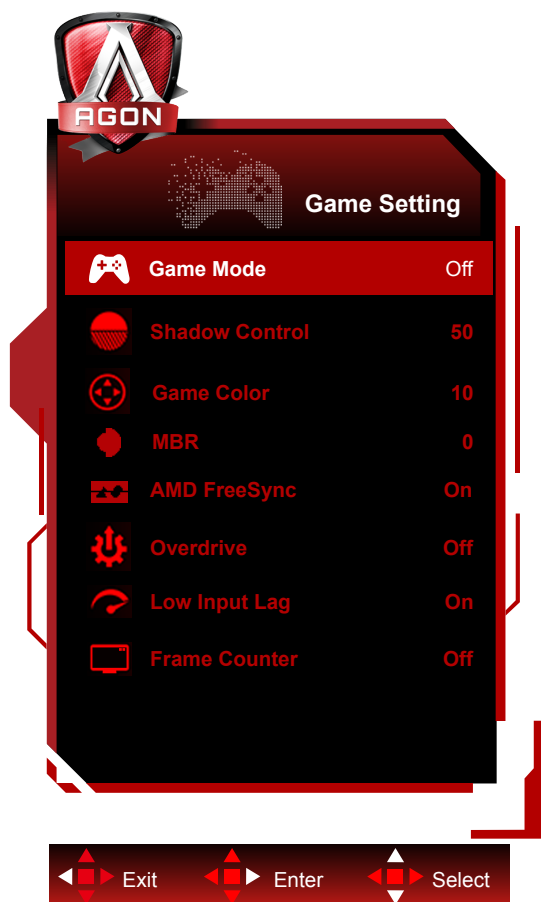 AGON
Game Setting
Game Mode Off
Shadow Control 50
Game Color 10
MBR 0
AMD FreeSync On
Overdrive Off
Low Input Lag On
Frame Counter Off
Exit Enter Select